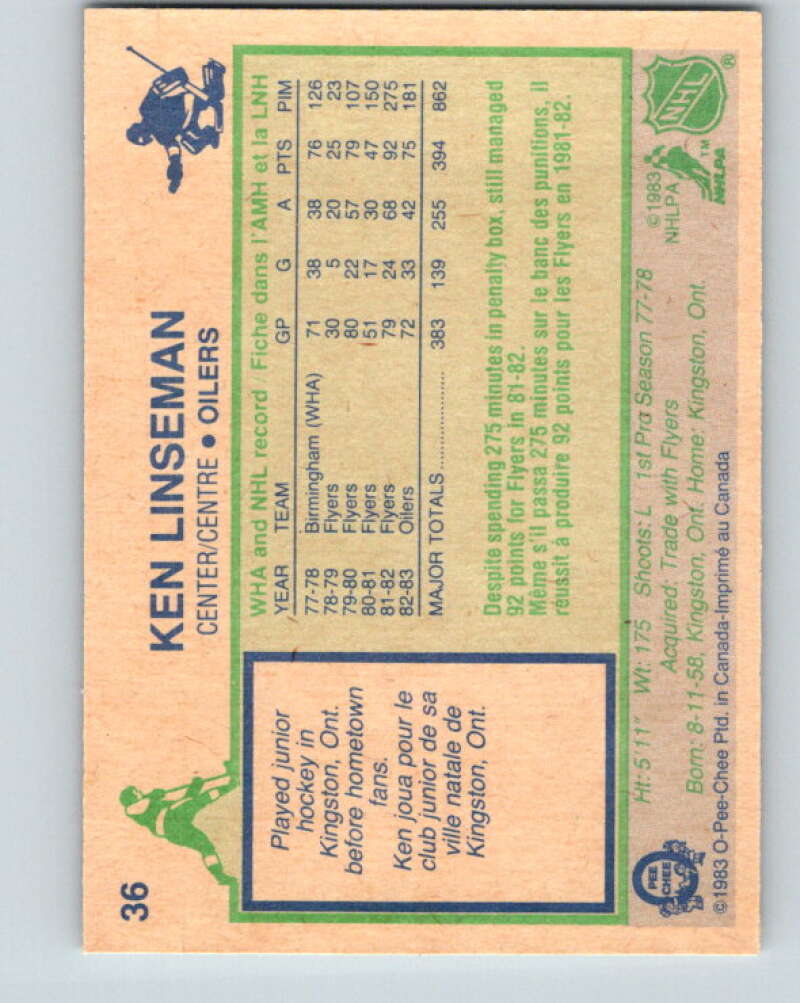 36
KEN LINSEMAN
CENTER/CENTRE • OILERS
Played junior
hockey in
Kingston, Ont.
before hometown
fans.
Ken joua pour le
club junior de sa
ville natale de
Kingston, Ont.
WHA and NHL record / Fiche dans l'AMH et la LNH
YEAR TEAM GP G A PTS PIM
77-78 Birmingham (WHA) 71 38 38 76 126
78-79 Flyers 30 5 20 25 23
79-80 Flyers 80 22 57 79 107
80-81 Flyers 51 17 30 47 150
81-82 Flyers 79 24 68 92 275
82-83 Oilers 72 33 42 75 181
MAJOR TOTALS .................... 383 139 255 394 862
Despite spending 275 minutes in penalty box, still managed
92 points for Flyers in 81-82.
Même s'il passa 275 minutes sur le banc des punitions, il
réussit à produire 92 points pour les Flyers en 1981-82.
Ht: 5'11" Wt: 175 Shoots: L 1st Pro Season 77-78
Acquired: Trade with Flyers
Born: 8-11-58, Kingston, Ont. Home: Kingston, Ont.
© 1983 O-Pee-Chee Ptd. in Canada-Imprimé au Canada
O PEE CHEE
© 1983
NHLPA
NHLPA
TM
NHL
®